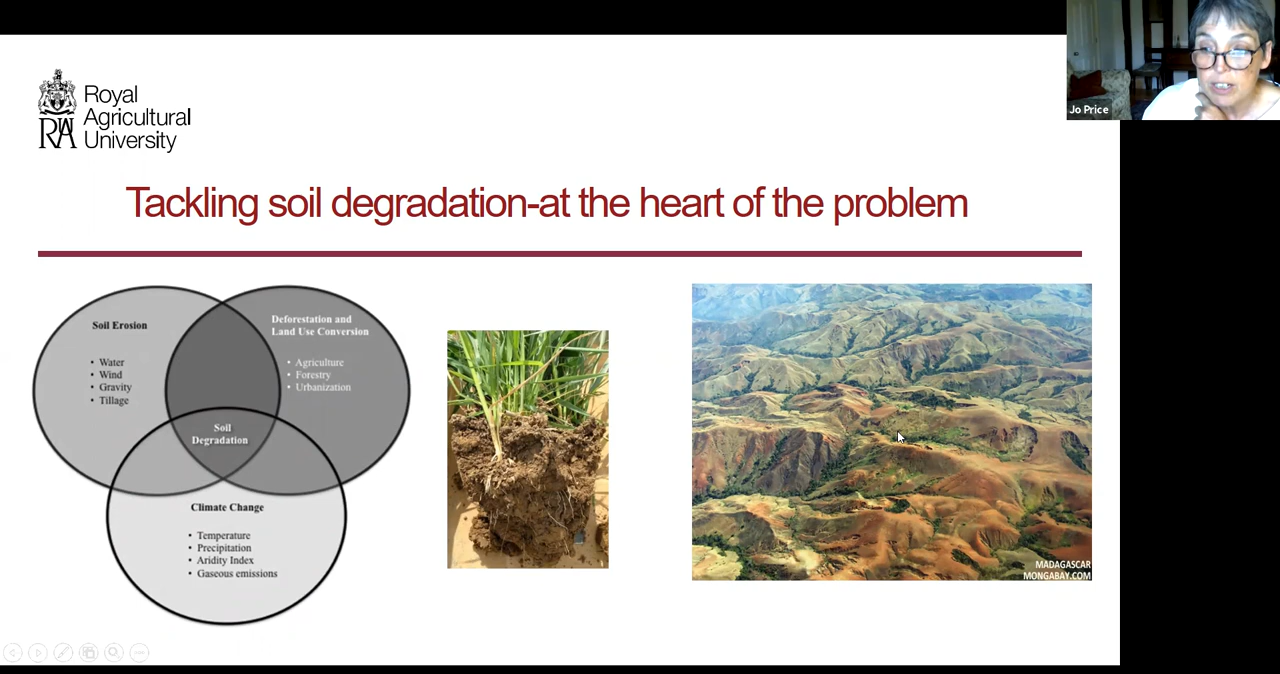 Royal
Agricultural
University
RAU
Jo Price
Tackling soil degradation-at the heart of the problem
Soil Erosion
• Water
• Wind
• Gravity
• Tillage
Deforestation and
Land Use Conversion
• Agriculture
• Forestry
• Urbanization
Soil
Degradation
Climate Change
• Temperature
• Precipitation
• Aridity Index
• Gaseous emissions
MADAGASCAR
MONGABAY.COM